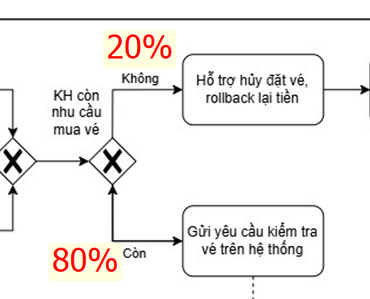 20%
Không
KH còn
nhu cầu
mua vé
Hỗ trợ hủy đặt vé,
rollback lại tiền
Gửi yêu cầu kiểm tra
vé trên hệ thống
80%
Còn